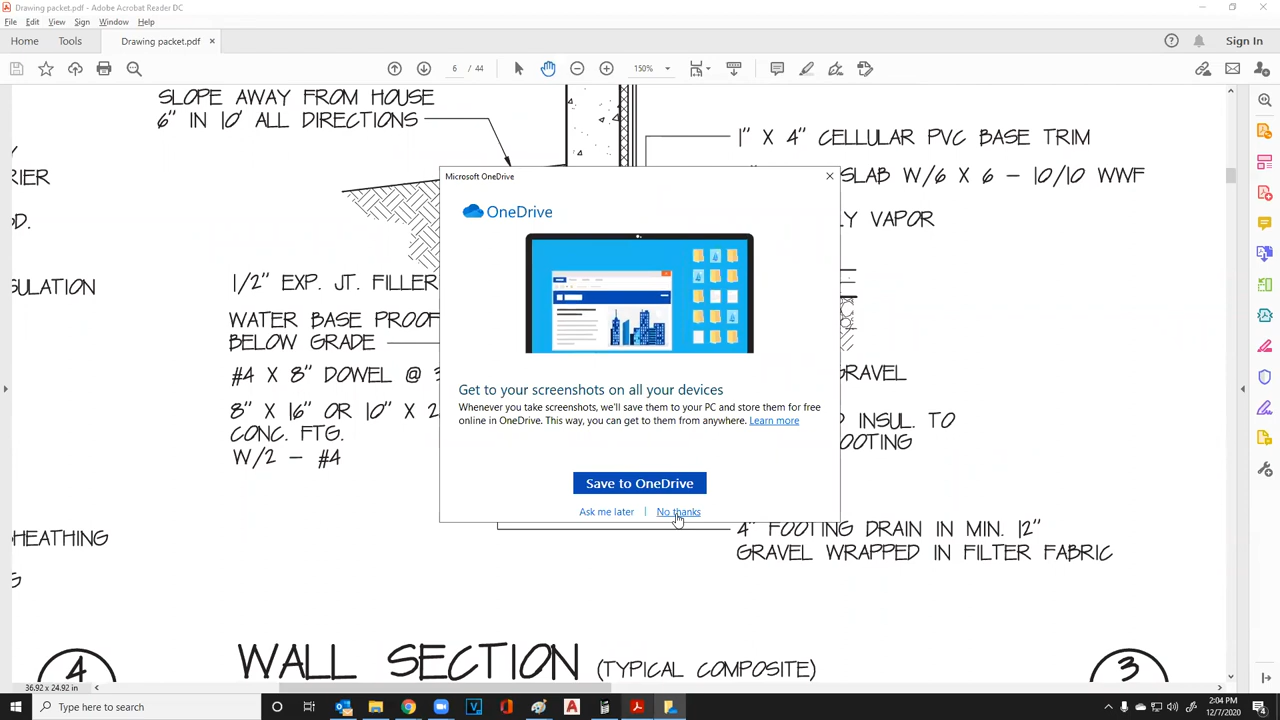 Drawing packet.pdf - Adobe Acrobat Reader DC
File Edit View Sign Window Help
Home Tools Drawing packet.pdf × Sign In
6 / 44 150%
SLOPE AWAY FROM HOUSE
6" IN 10' ALL DIRECTIONS
1" X 4" CELLULAR PVC BASE TRIM
RIER
SLAB W/6 X 6 - 10/10 WWF
OD.
LY VAPOR
SULATION
1/2" EXP. JT. FILLER
WATER BASE PROOF
BELOW GRADE
#4 X 8" DOWEL @ 3
GRAVEL
8" X 16" OR 10" X 2
CONC. FTG.
W/2 - #4
INSUL. TO
OOTING
HEATHING
G
4" FOOTING DRAIN IN MIN. 12"
GRAVEL WRAPPED IN FILTER FABRIC
4 WALL SECTION (TYPICAL COMPOSITE) 3
Microsoft OneDrive
OneDrive
Get to your screenshots on all your devices
Whenever you take screenshots, we'll save them to your PC and store them for free
online in OneDrive. This way, you can get to them from anywhere. Learn more
Save to OneDrive
Ask me later | No thanks
36.92 x 24.92 in
Type here to search
2:04 PM
12/7/2020
4